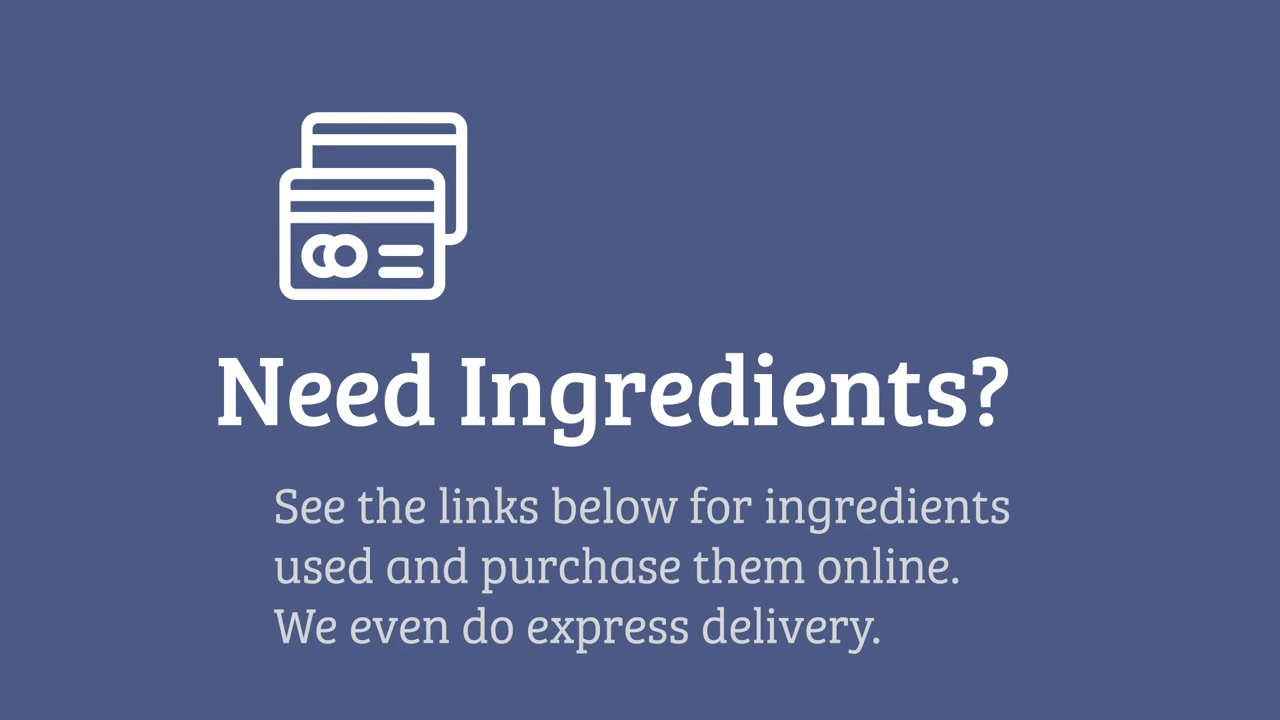 Need Ingredients?
See the links below for ingredients
used and purchase them online.
We even do express delivery.